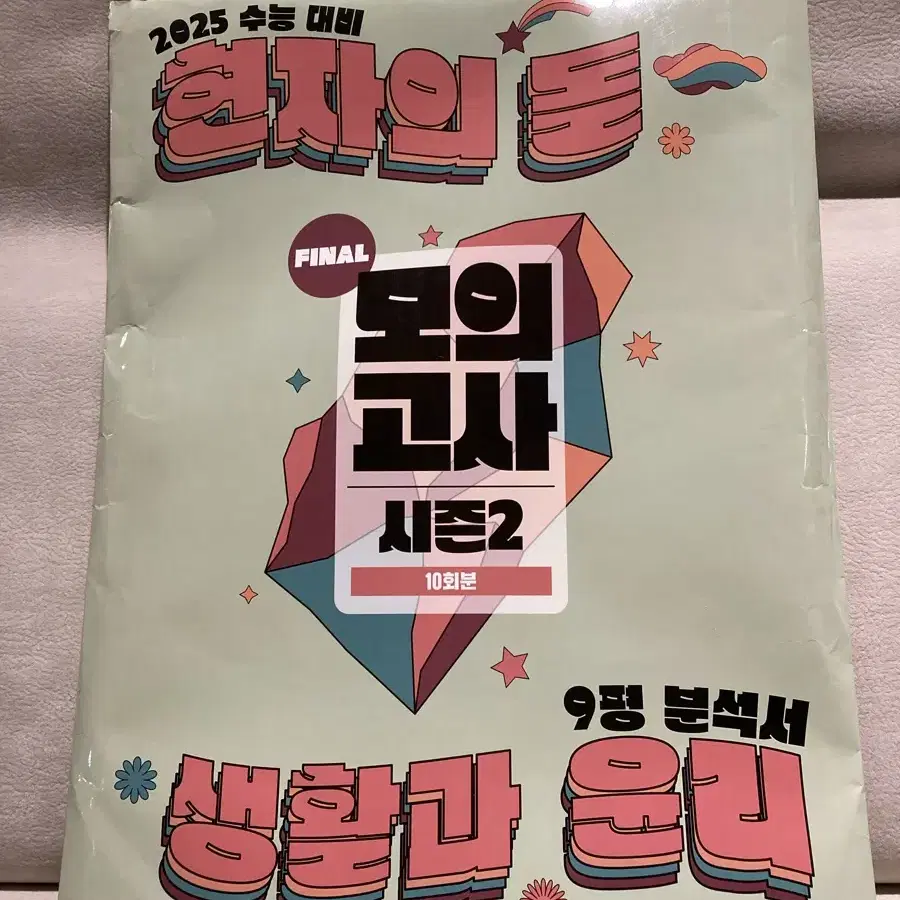 2025 수능 대비
현자의 돌
FINAL
모의
고사
시즌2
10회분
9평 분석서
생활과 윤리